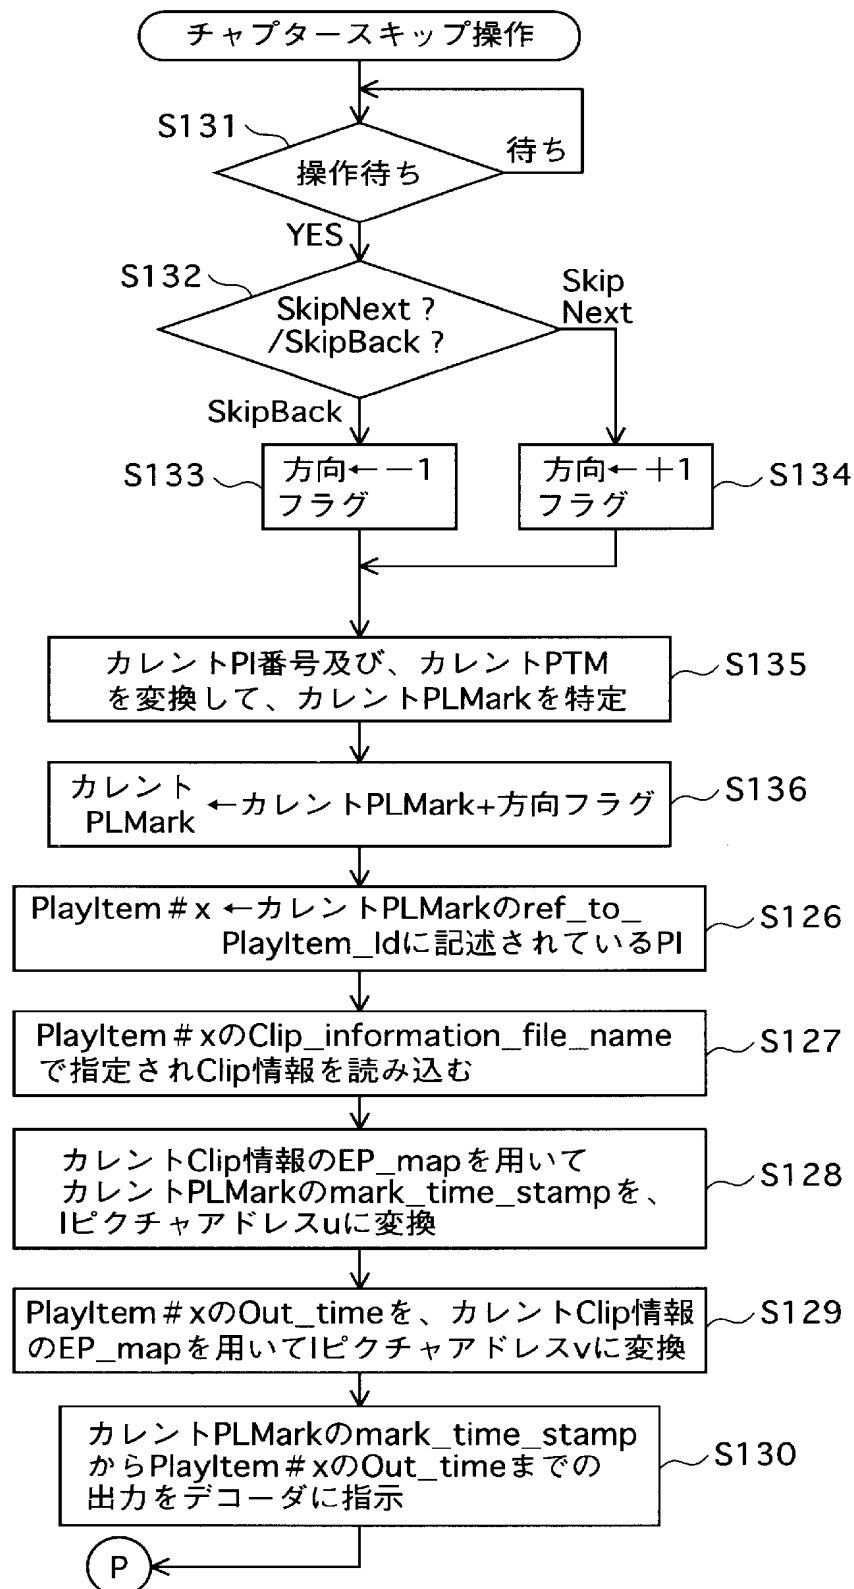 チャプタースキップ操作
S131
待ち
操作待ち
YES
S132
SkipNext ?
/SkipBack ?
Skip
Next
SkipBack
S133
方向←－1
フラグ
方向←＋1
フラグ
S134
カレントPI番号及び、カレントPTM
を変換して、カレントPLMarkを特定
S135
カレント
PLMark ←カレントPLMark+方向フラグ
S136
PlayItem＃x ←カレントPLMarkのref_to_
PlayItem_Idに記述されているPI
S126
PlayItem＃xのClip_information_file_name
で指定されClip情報を読み込む
S127
カレントClip情報のEP_mapを用いて
カレントPLMarkのmark_time_stampを、
Iピクチャアドレスuに変換
S128
PlayItem＃xのOut_timeを、カレントClip情報
のEP_mapを用いてIピクチャアドレスvに変換
S129
カレントPLMarkのmark_time_stamp
からPlayItem＃xのOut_timeまでの
出力をデコーダに指示
S130
P